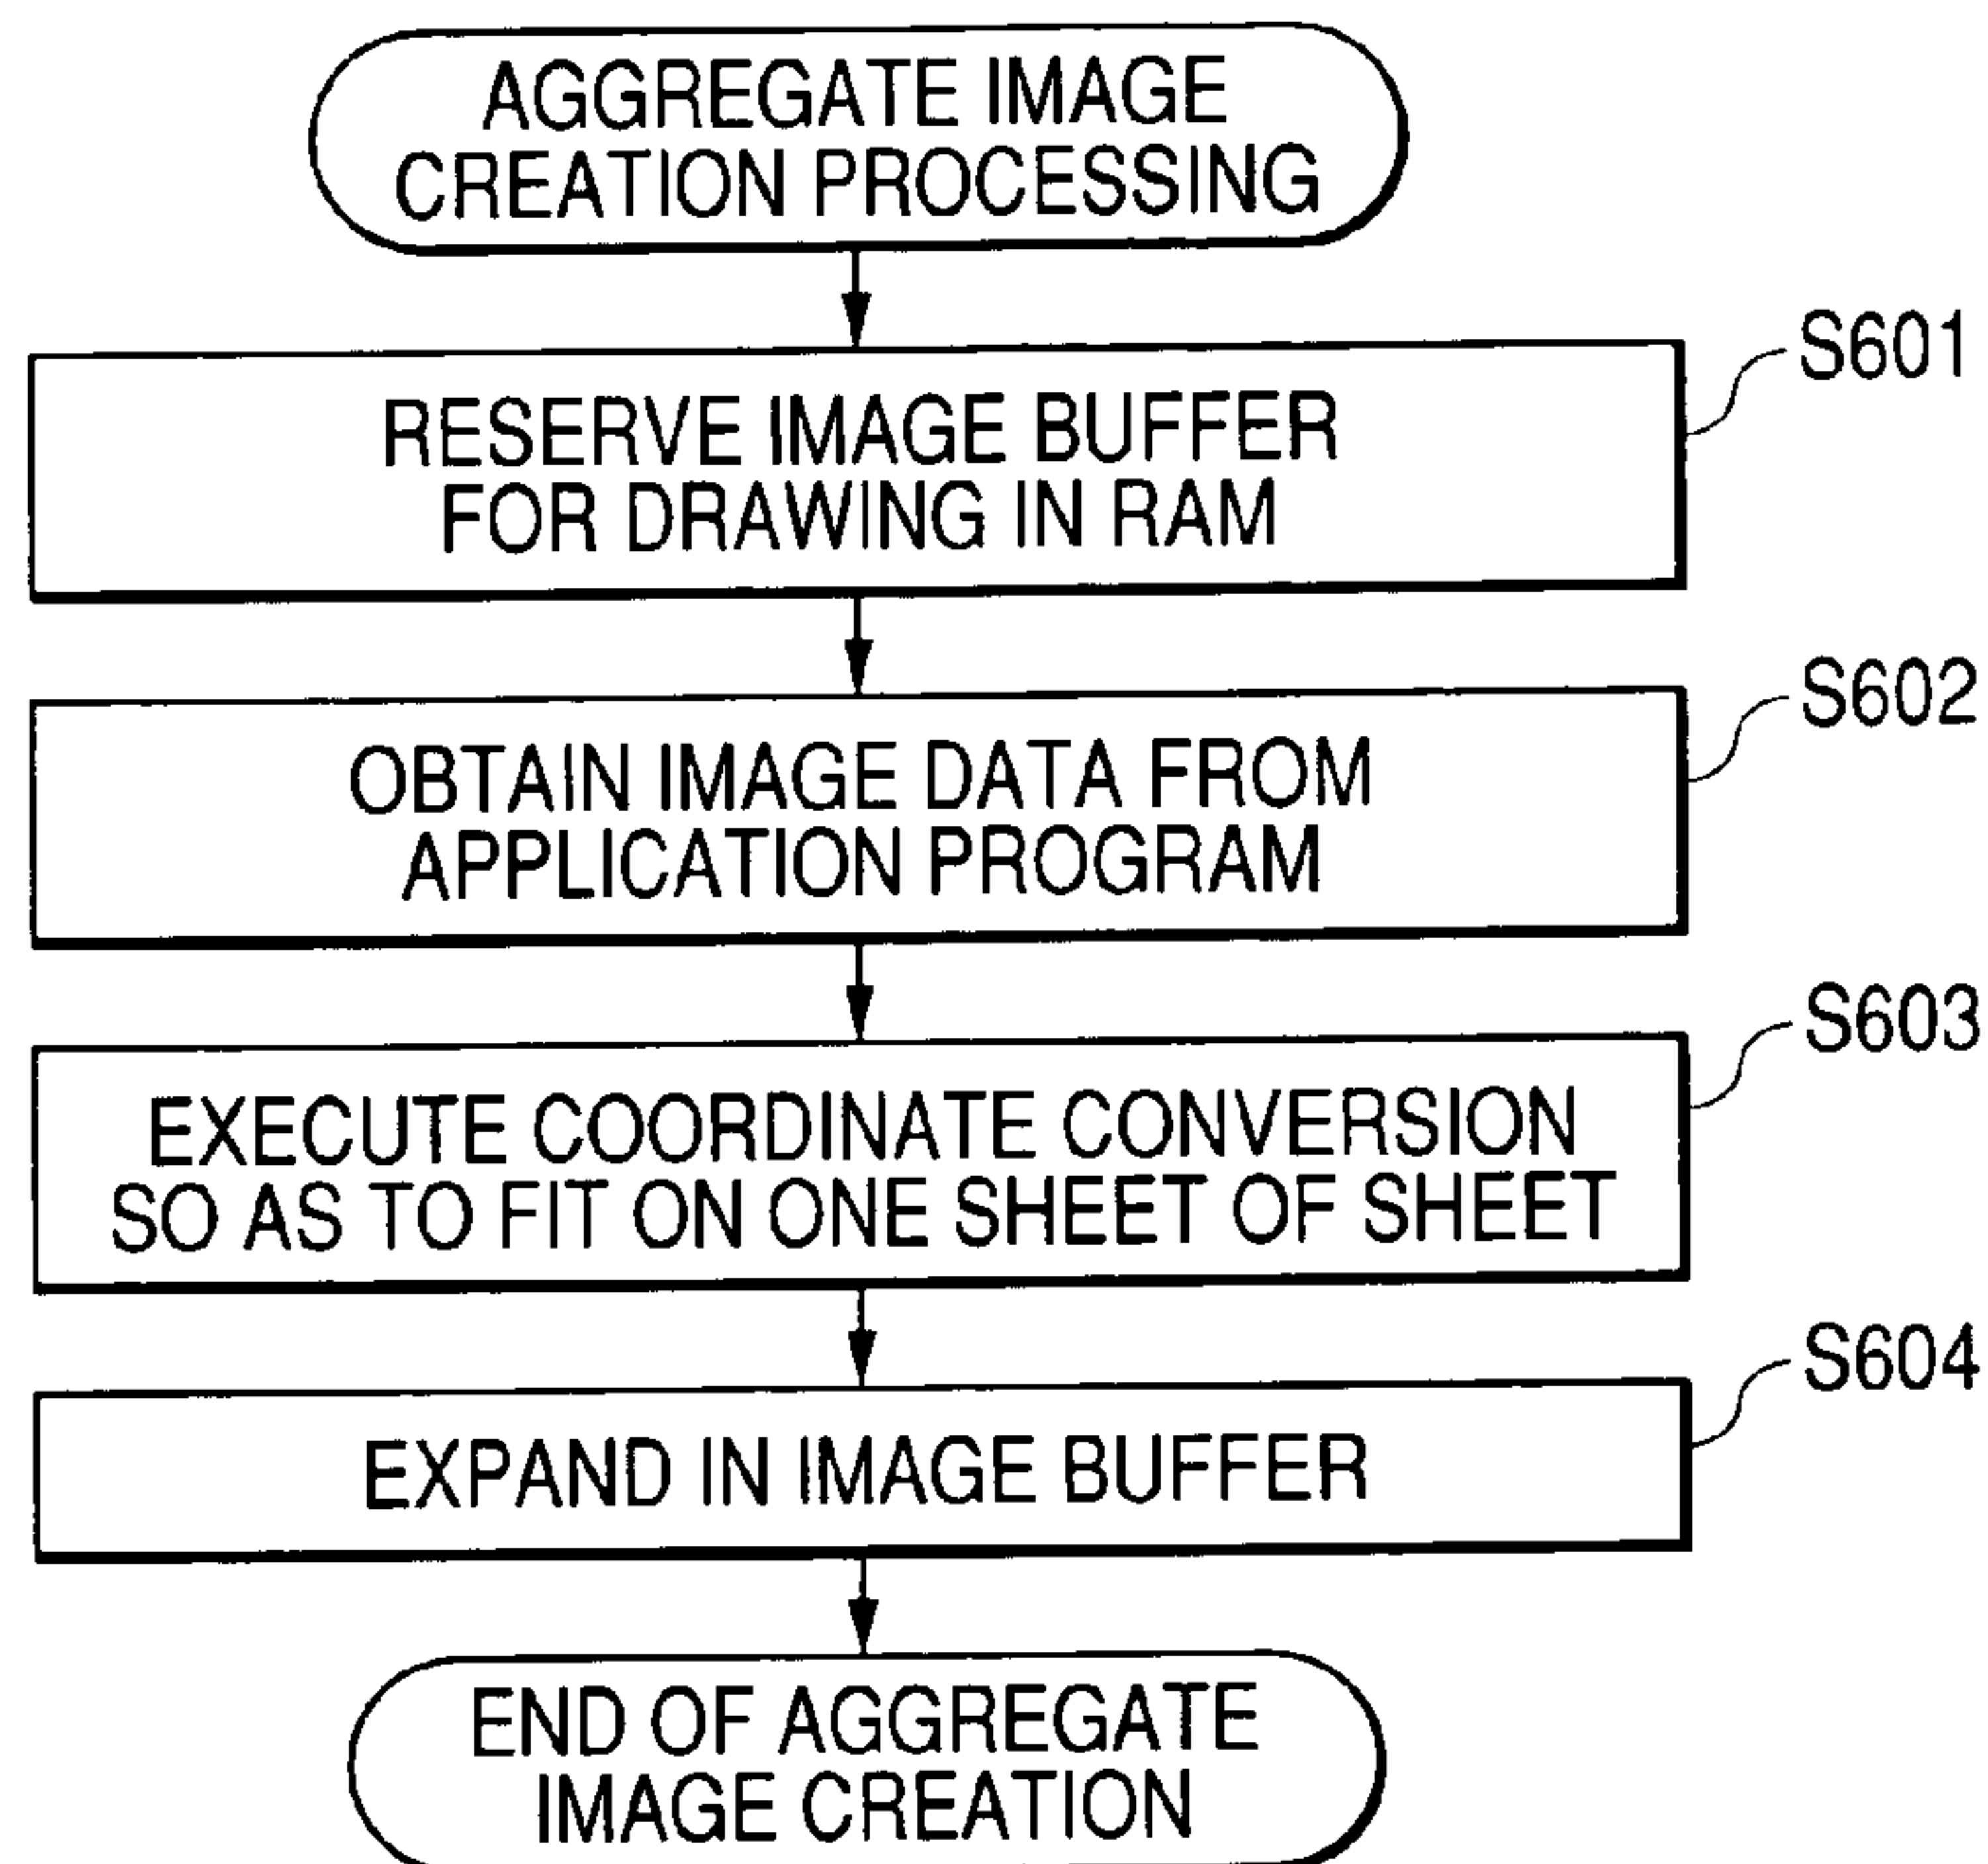 AGGREGATE IMAGE
CREATION PROCESSING
S601
RESERVE IMAGE BUFFER
FOR DRAWING IN RAM
S602
OBTAIN IMAGE DATA FROM
APPLICATION PROGRAM
S603
EXECUTE COORDINATE CONVERSION
SO AS TO FIT ON ONE SHEET OF SHEET
S604
EXPAND IN IMAGE BUFFER
END OF AGGREGATE
IMAGE CREATION